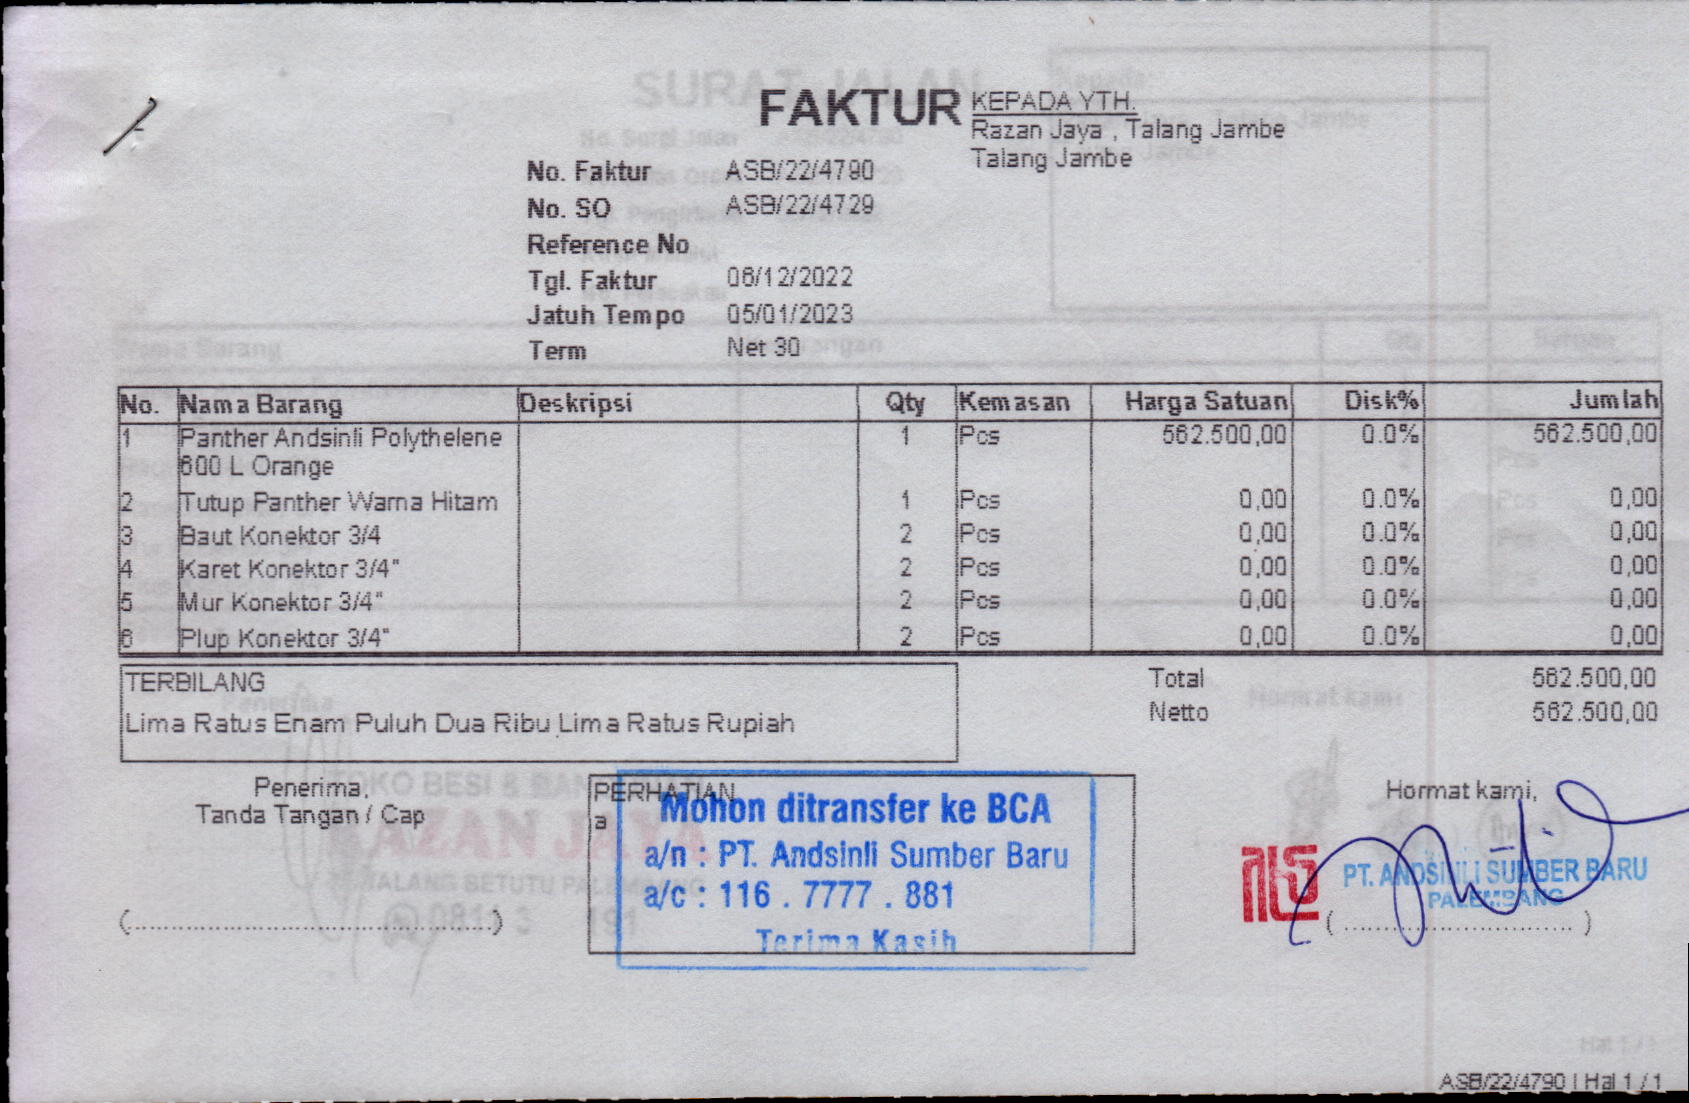 FAKTUR
KEPADA YTH.
Razan Jaya , Talang Jambe
Talang Jambe
No. Faktur ASB/22/4790
No. SO ASB/22/4729
Reference No
Tgl. Faktur 06/12/2022
Jatuh Tempo 05/01/2023
Term Net 30
No. Nama Barang Deskripsi Qty Kemasan Harga Satuan Disk% Jumlah
1 Panther Andsinli Polythelene 1 Pcs 562.500,00 0.0% 562.500,00
600 L Orange
2 Tutup Panther Warna Hitam 1 Pcs 0,00 0.0% 0,00
3 Baut Konektor 3/4 2 Pcs 0,00 0.0% 0,00
4 Karet Konektor 3/4" 2 Pcs 0,00 0.0% 0,00
5 Mur Konektor 3/4" 2 Pcs 0,00 0.0% 0,00
6 Plup Konektor 3/4" 2 Pcs 0,00 0.0% 0,00
TERBILANG
Lima Ratus Enam Puluh Dua Ribu Lima Ratus Rupiah
Total 562.500,00
Netto 562.500,00
Penerima,
Tanda Tangan / Cap
PERHATIAN
a
Mohon ditransfer ke BCA
a/n : PT. Andsinli Sumber Baru
a/c : 116 . 7777 . 881
Terima Kasih
Hormat kami,
PT. ANDSINLI SUMBER BARU
PALEMBANG
(............................................)
(............................)
ASB/22/4790 | Hal 1 / 1